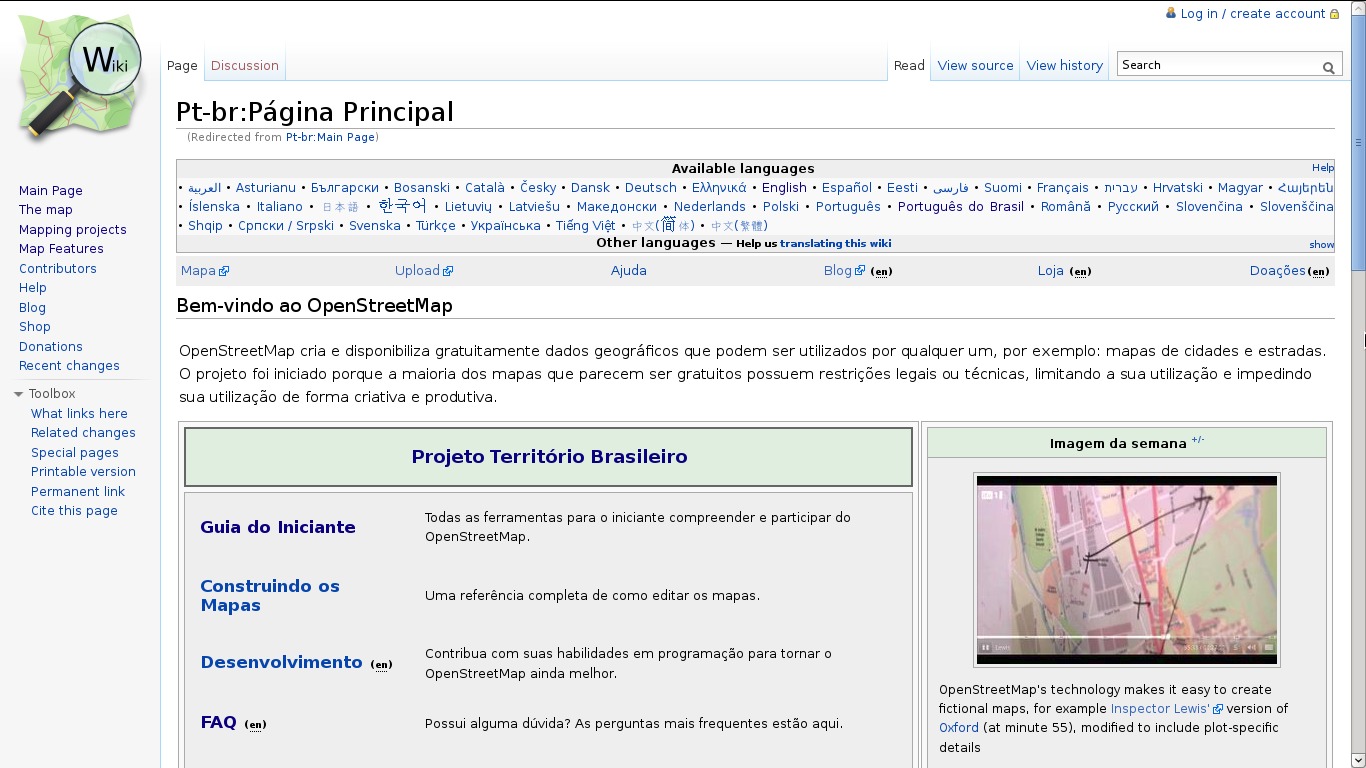 Log in / create account
Wiki
Page Discussion Read View source View history Search
Pt-br:Página Principal
(Redirected from Pt-br:Main Page)
Main Page
The map
Mapping projects
Map Features
Contributors
Help
Blog
Shop
Donations
Recent changes
Toolbox
What links here
Related changes
Special pages
Printable version
Permanent link
Cite this page
Available languages Help
• العربية • Asturianu • Български • Bosanski • Català • Česky • Dansk • Deutsch • Ελληνικά • English • Español • Eesti • فارسی • Suomi • Français • עברית • Hrvatski • Magyar • Հայերեն
• Íslenska • Italiano • 日本語 • 한국어 • Lietuvių • Latviešu • Македонски • Nederlands • Polski • Português • Português do Brasil • Română • Русский • Slovenčina • Slovenščina
• Shqip • Српски / Srpski • Svenska • Türkçe • Українська • Tiếng Việt • 中文(简体) • 中文(繁體)
Other languages — Help us translating this wiki show
Mapa Upload Ajuda Blog (en) Loja (en) Doações(en)
Bem-vindo ao OpenStreetMap
OpenStreetMap cria e disponibiliza gratuitamente dados geográficos que podem ser utilizados por qualquer um, por exemplo: mapas de cidades e estradas.
O projeto foi iniciado porque a maioria dos mapas que parecem ser gratuitos possuem restrições legais ou técnicas, limitando a sua utilização e impedindo
sua utilização de forma criativa e produtiva.
Projeto Território Brasileiro
Guia do Iniciante
Todas as ferramentas para o iniciante compreender e participar do
OpenStreetMap.
Construindo os
Mapas
Uma referência completa de como editar os mapas.
Desenvolvimento (en)
Contribua com suas habilidades em programação para tornar o
OpenStreetMap ainda melhor.
FAQ (en)
Possui alguma dúvida? As perguntas mais frequentes estão aqui.
Imagem da semana +/-
Lewis
OpenStreetMap's technology makes it easy to create
fictional maps, for example Inspector Lewis' version of
Oxford (at minute 55), modified to include plot-specific
details